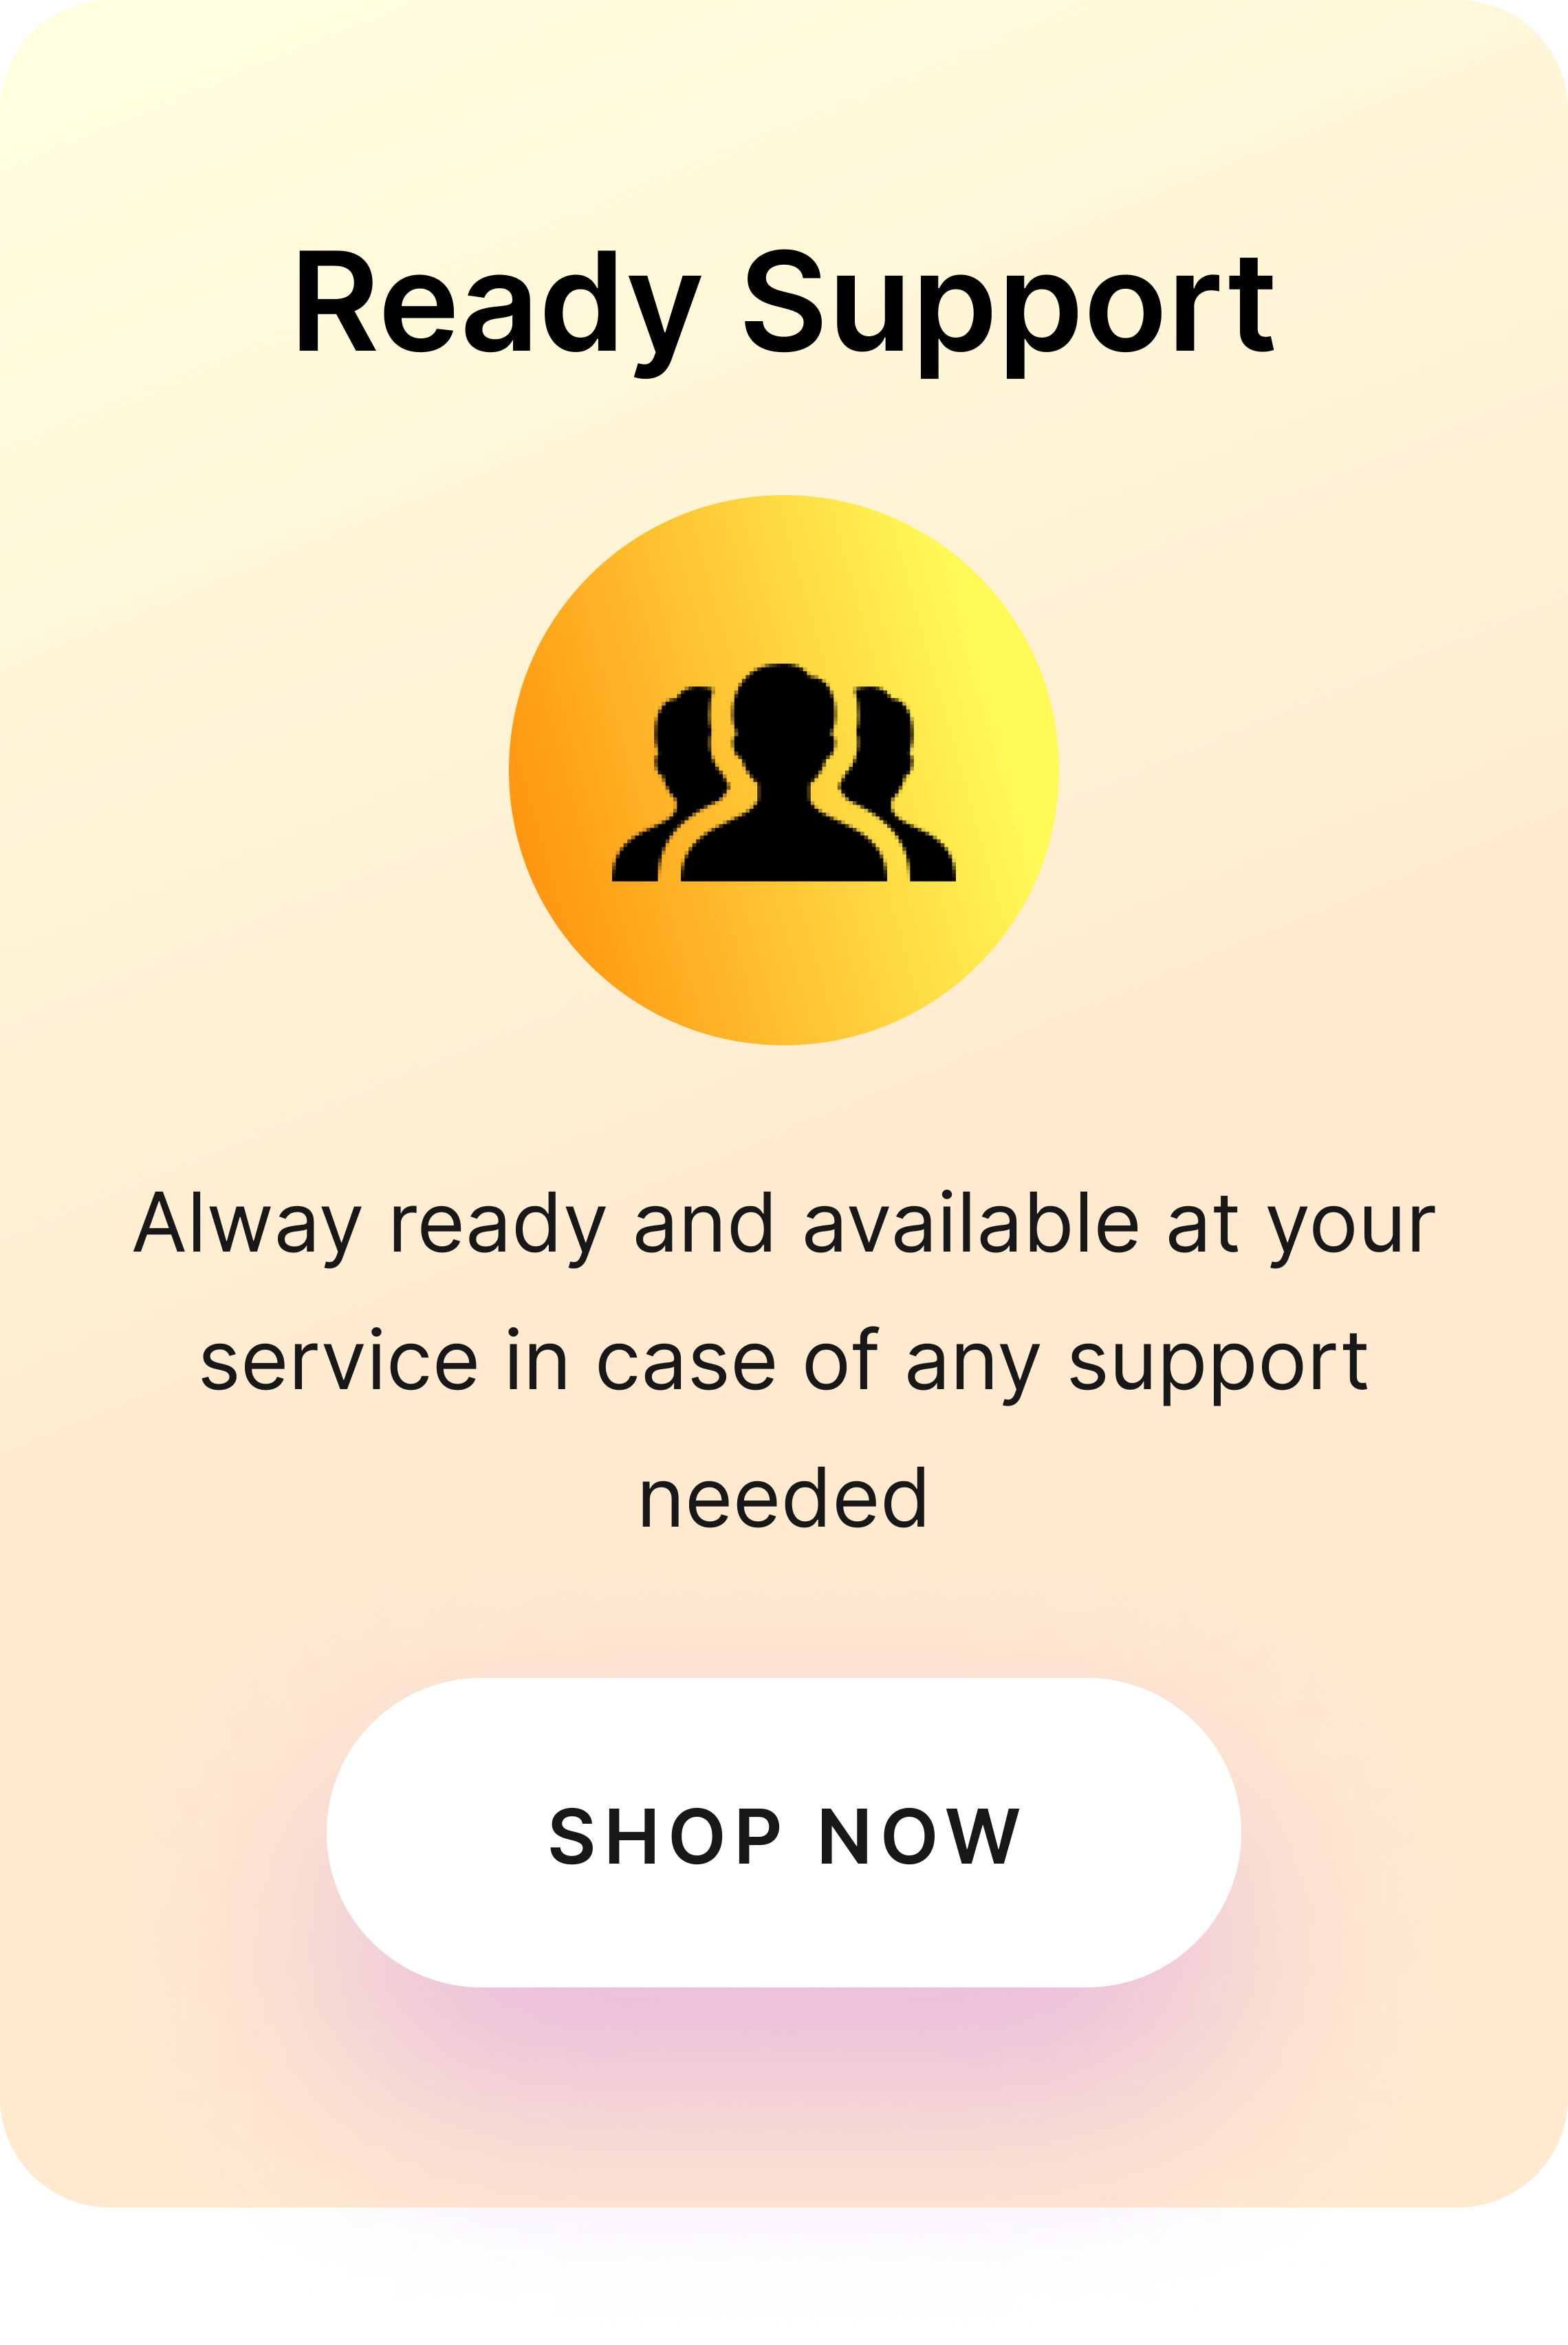 Ready Support
Alway ready and available at your
service in case of any support
needed
SHOP NOW